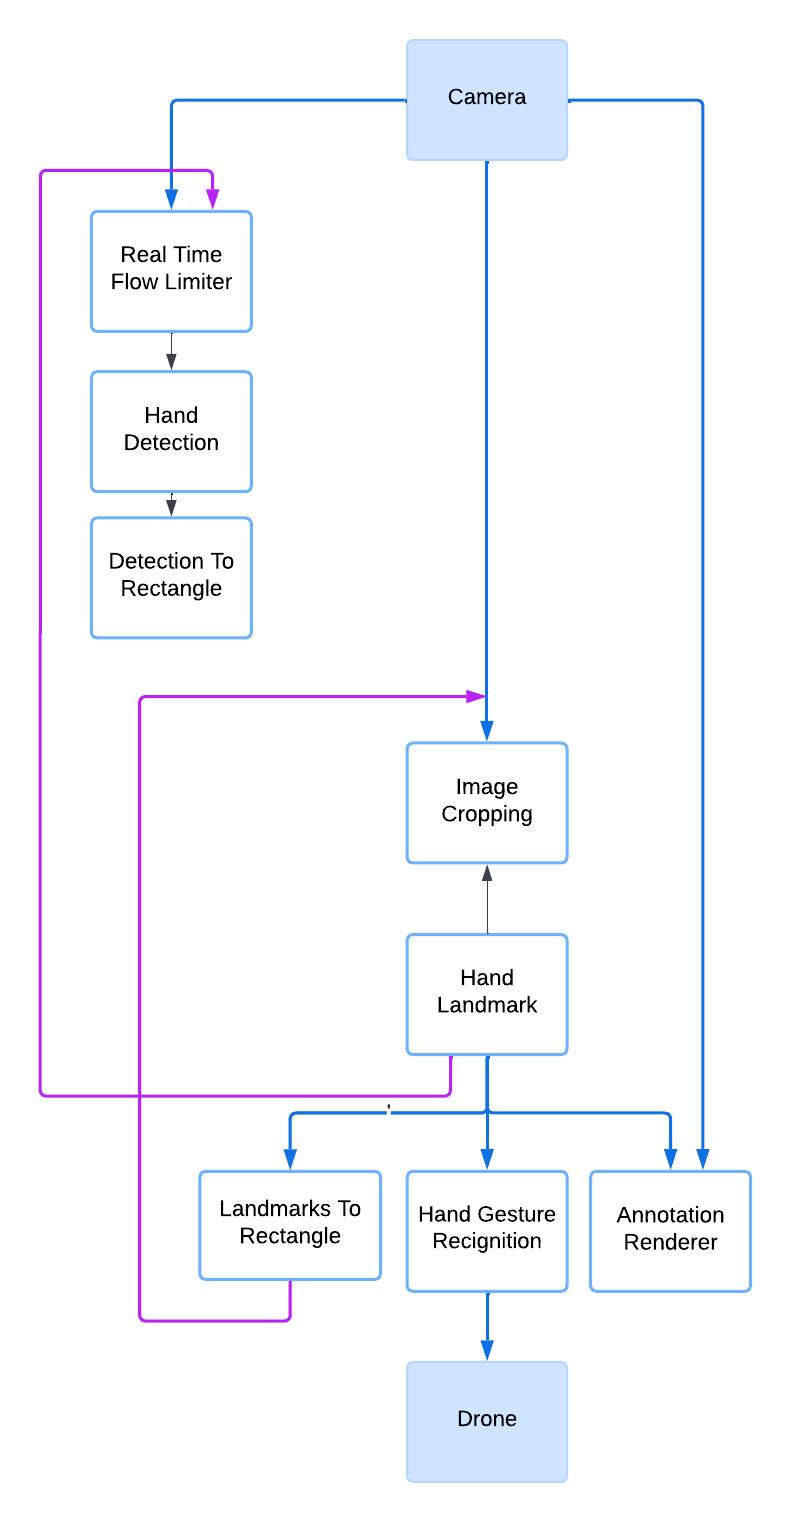 Camera
Real Time
Flow Limiter
Hand
Detection
Detection To
Rectangle
Image
Cropping
Hand
Landmark
Landmarks To
Rectangle
Hand Gesture
Recignition
Annotation
Renderer
Drone